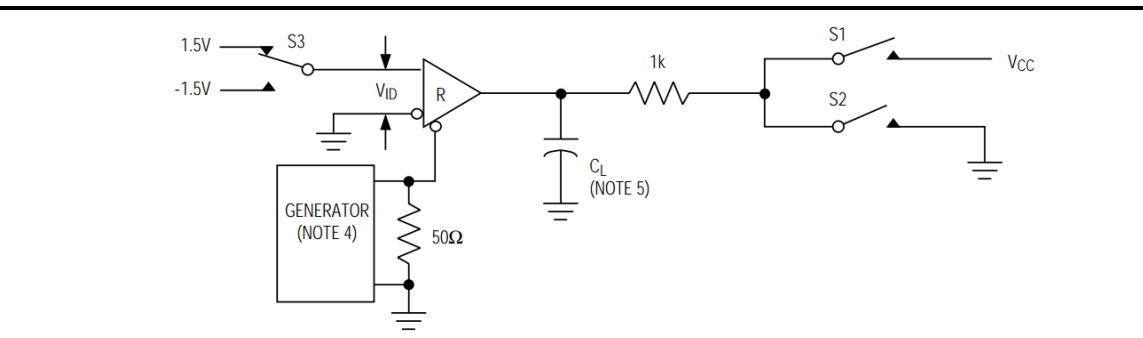 1.5V
S3
-1.5V
VID
R
GENERATOR
(NOTE 4)
50Ω
CL
(NOTE 5)
1k
S1
VCC
S2